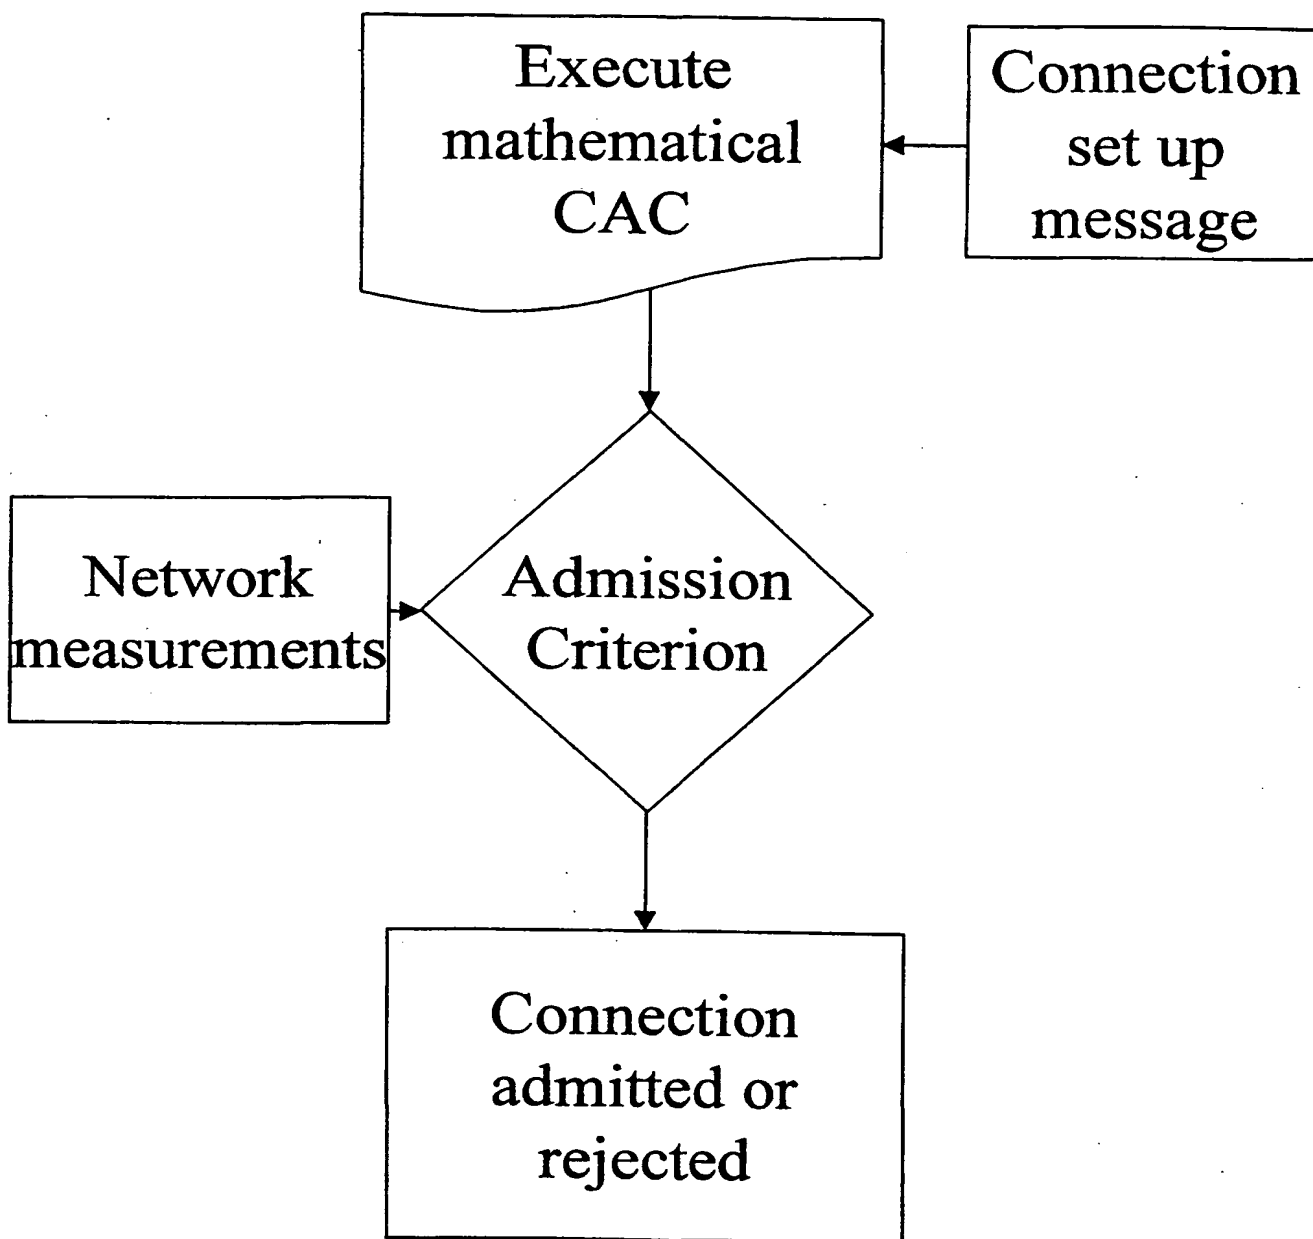 Execute
mathematical
CAC
Connection
set up
message
Network
measurements
Admission
Criterion
Connection
admitted or
rejected